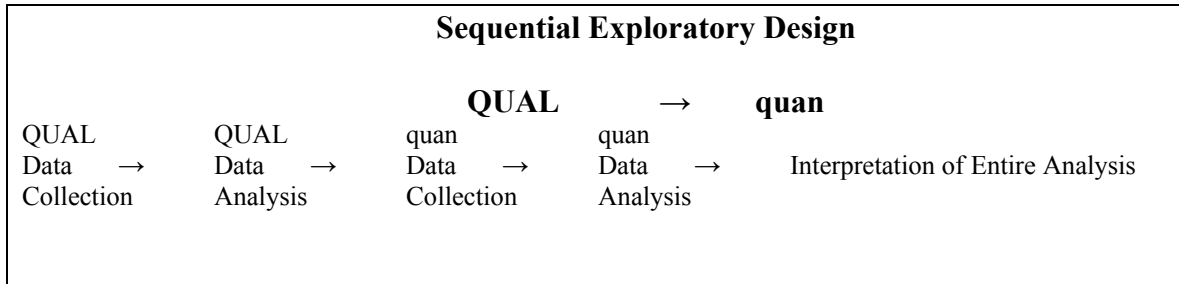 Sequential Exploratory Design
QUAL → quan
QUAL QUAL quan quan
Data → Data → Data → Data → Interpretation of Entire Analysis
Collection Analysis Collection Analysis